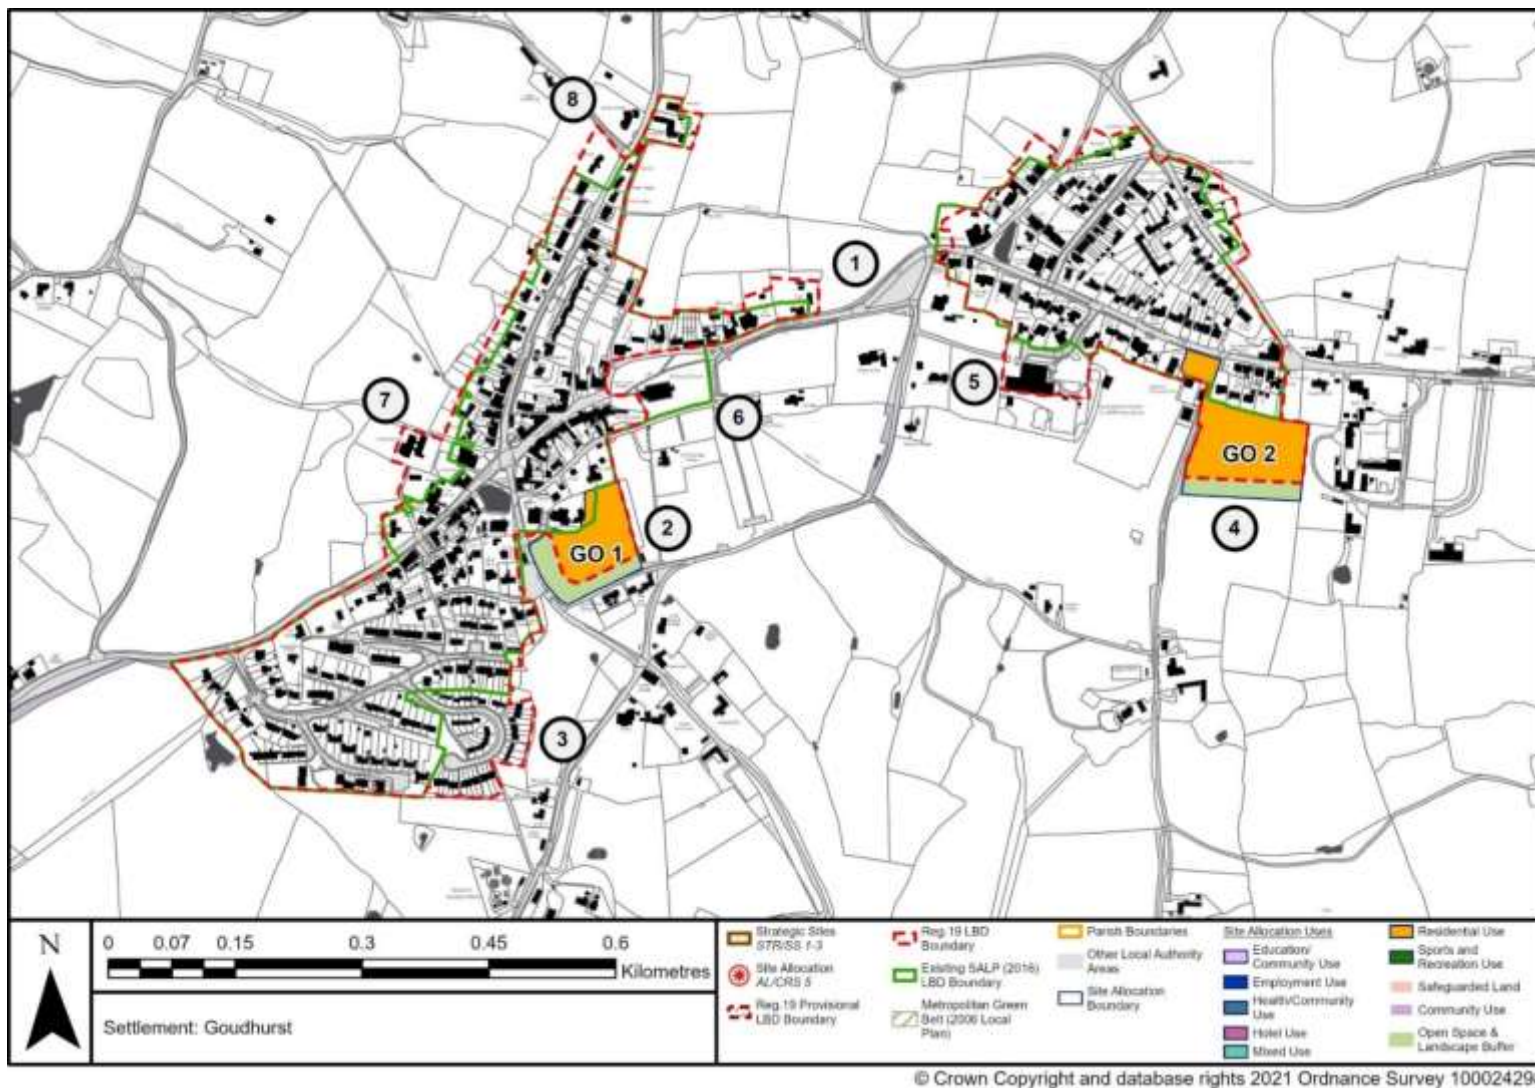 8
1
7
5
6
GO 2
2
GO 1
4
3
N
0 0.07 0.15 0.3 0.45 0.6
Kilometres
Settlement: Goudhurst
Strategic Sites
STR/SS 1-3
Site Allocation
AL/CRS 5
Reg.19 Provisional
LBD Boundary
Reg.19 LBD
Boundary
Existing SALP (2016)
LBD Boundary
Metropolitan Green
Belt (2006 Local
Plan)
Parish Boundaries
Other Local Authority
Areas
Site Allocation
Boundary
Site Allocation Uses
Education/
Community Use
Employment Use
Health/Community
Use
Hotel Use
Mixed Use
Residential Use
Sports and
Recreation Use
Safeguarded Land
Community Use
Open Space &
Landscape Buffer
© Crown Copyright and database rights 2021 Ordnance Survey 10002429